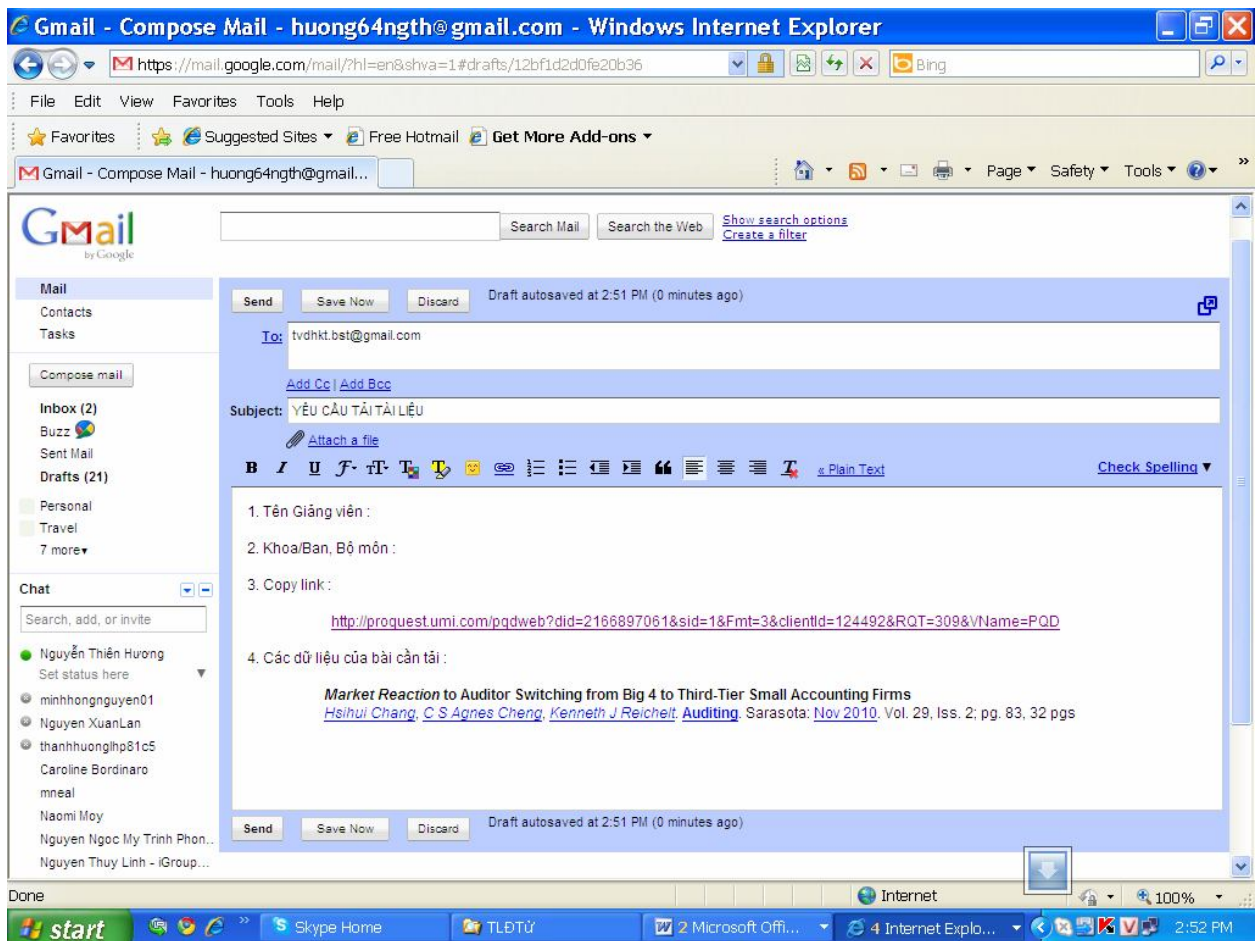 Gmail - Compose Mail - huong64ngth@gmail.com - Windows Internet Explorer
https://mail.google.com/mail/?hl=en&shva=1#drafts/12bf1d2d0fe20b36 Bing
File Edit View Favorites Tools Help
Favorites Suggested Sites Free Hotmail Get More Add-ons
Gmail - Compose Mail - huong64ngth@gmail... Page Safety Tools »
Gmail
by Google
Search Mail Search the Web Show search options
Create a filter
Mail
Contacts
Tasks
Compose mail
Inbox (2)
Buzz
Sent Mail
Drafts (21)
Personal
Travel
7 more▾
Chat
Search, add, or invite
Nguyễn Thiên Hương
Set status here
minhhongnguyen01
Nguyen XuanLan
thanhhuonglhp81c5
Caroline Bordinaro
mneal
Naomi Moy
Nguyen Ngoc My Trinh Phon..
Nguyen Thuy Linh - iGroup...
Send Save Now Discard Draft autosaved at 2:51 PM (0 minutes ago)
To: tvdhkt.bst@gmail.com
Add Cc | Add Bcc
Subject: YÊU CẦU TẢI TÀI LIỆU
Attach a file
B I U « Plain Text Check Spelling ▼
1. Tên Giảng viên :
2. Khoa/Ban, Bộ môn :
3. Copy link :
http://proquest.umi.com/pqdweb?did=2166897061&sid=1&Fmt=3&clientId=124492&RQT=309&VName=PQD
4. Các dữ liệu của bài cần tải :
Market Reaction to Auditor Switching from Big 4 to Third-Tier Small Accounting Firms
Hsihui Chang, C S Agnes Cheng, Kenneth J Reichelt. Auditing. Sarasota: Nov 2010. Vol. 29, Iss. 2; pg. 83, 32 pgs
Send Save Now Discard Draft autosaved at 2:51 PM (0 minutes ago)
Done Internet 100%
start » Skype Home TLĐTừ 2 Microsoft Offi... 4 Internet Explo... 2:52 PM